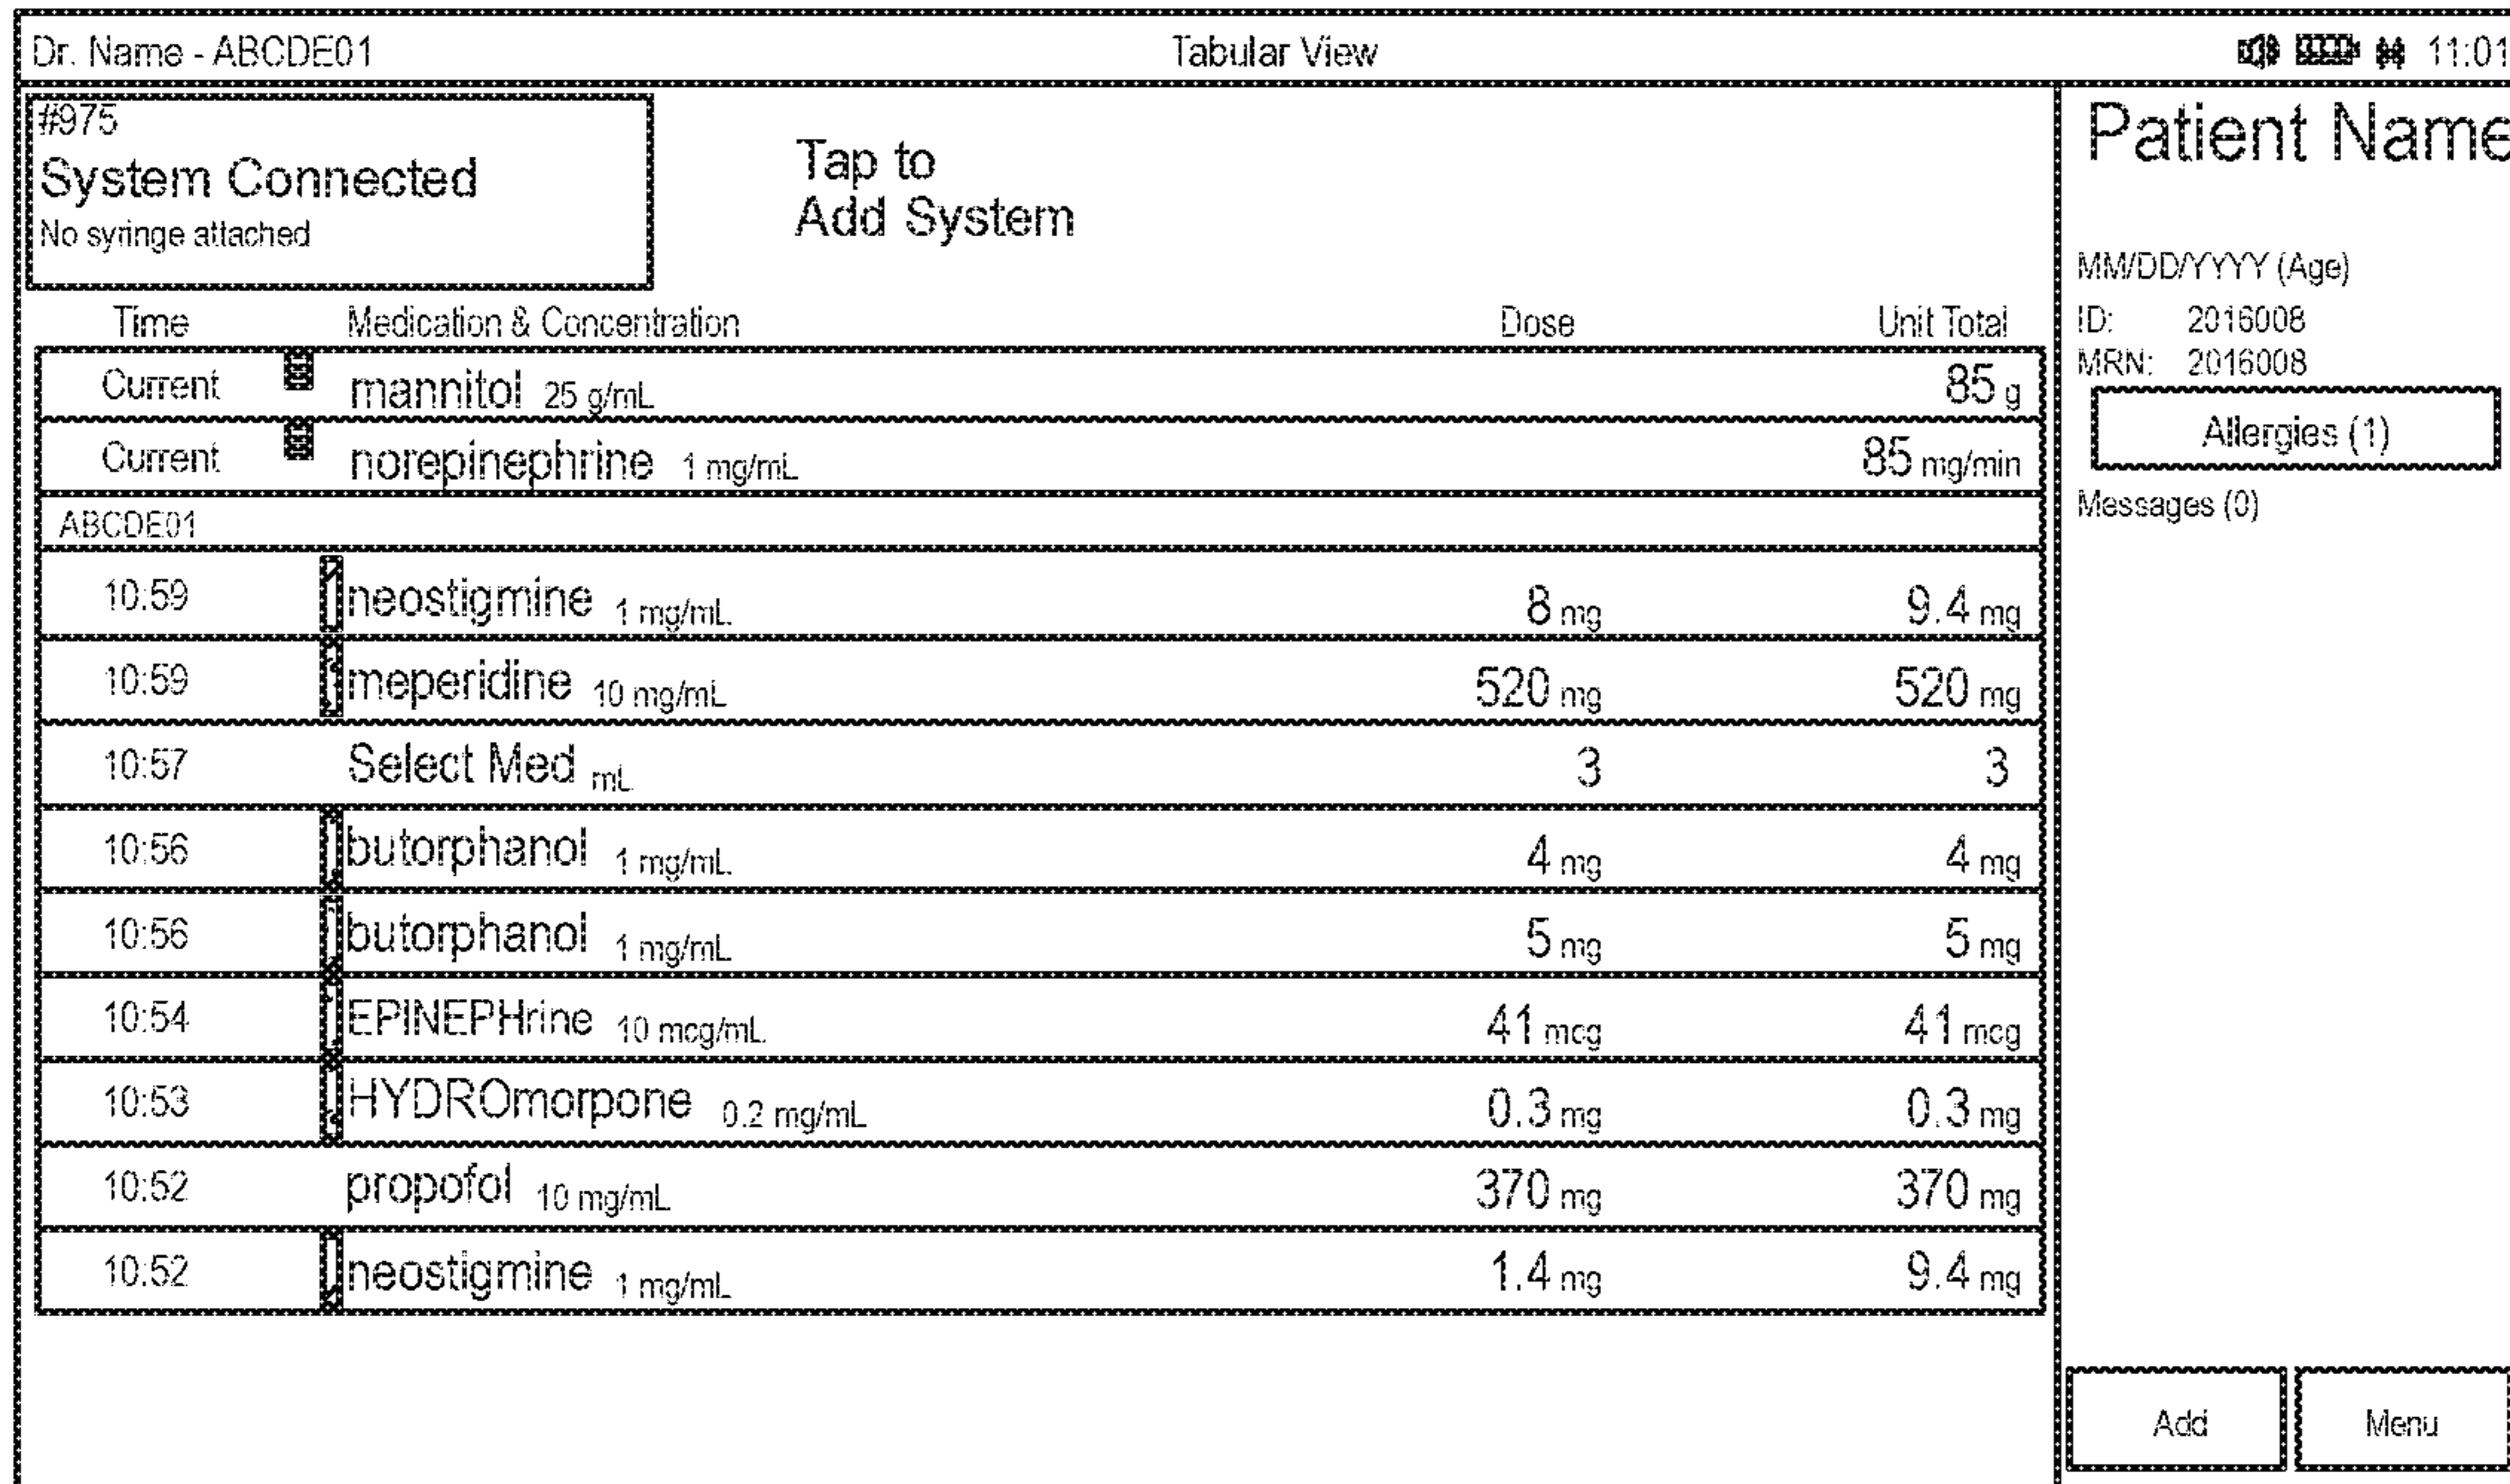 Dr. Name - ABCDE01 Tabular View 11:01
#975
System Connected
No syringe attached
Tap to
Add System
Time Medication & Concentration Dose Unit Total
Current mannitol 25 g/mL 85 g
Current norepinephrine 1 mg/mL 85 mg/min
ABCDE01
10:59 neostigmine 1 mg/mL 8 mg 9.4 mg
10:59 meperidine 10 mg/mL 520 mg 520 mg
10:57 Select Med mL 3 3
10:56 butorphanol 1 mg/mL 4 mg 4 mg
10:56 butorphanol 1 mg/mL 5 mg 5 mg
10:54 EPINEPHrine 10 mcg/mL 41 mcg 41 mcg
10:53 HYDROmorpone 0.2 mg/mL 0.3 mg 0.3 mg
10:52 propofol 10 mg/mL 370 mg 370 mg
10:52 neostigmine 1 mg/mL 1.4 mg 9.4 mg
Patient Name
MM/DD/YYYY (Age)
ID: 2016008
MRN: 2016008
Allergies (1)
Messages (0)
Add Menu